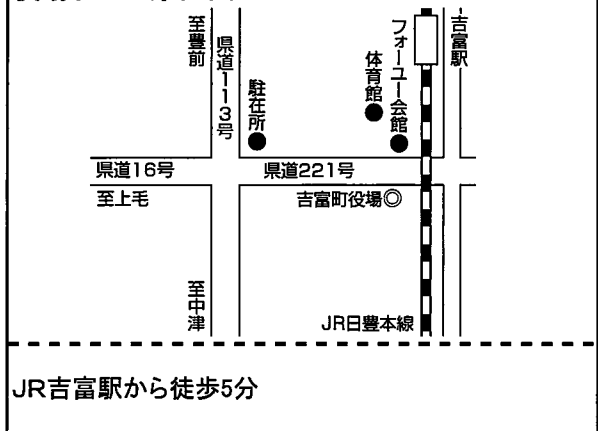 至豊前
県道113号
駐在所
体育館
フォーユー会館
吉富駅
県道16号
県道221号
至上毛
吉富町役場◎
至中津
JR日豊本線
JR吉富駅から徒歩5分